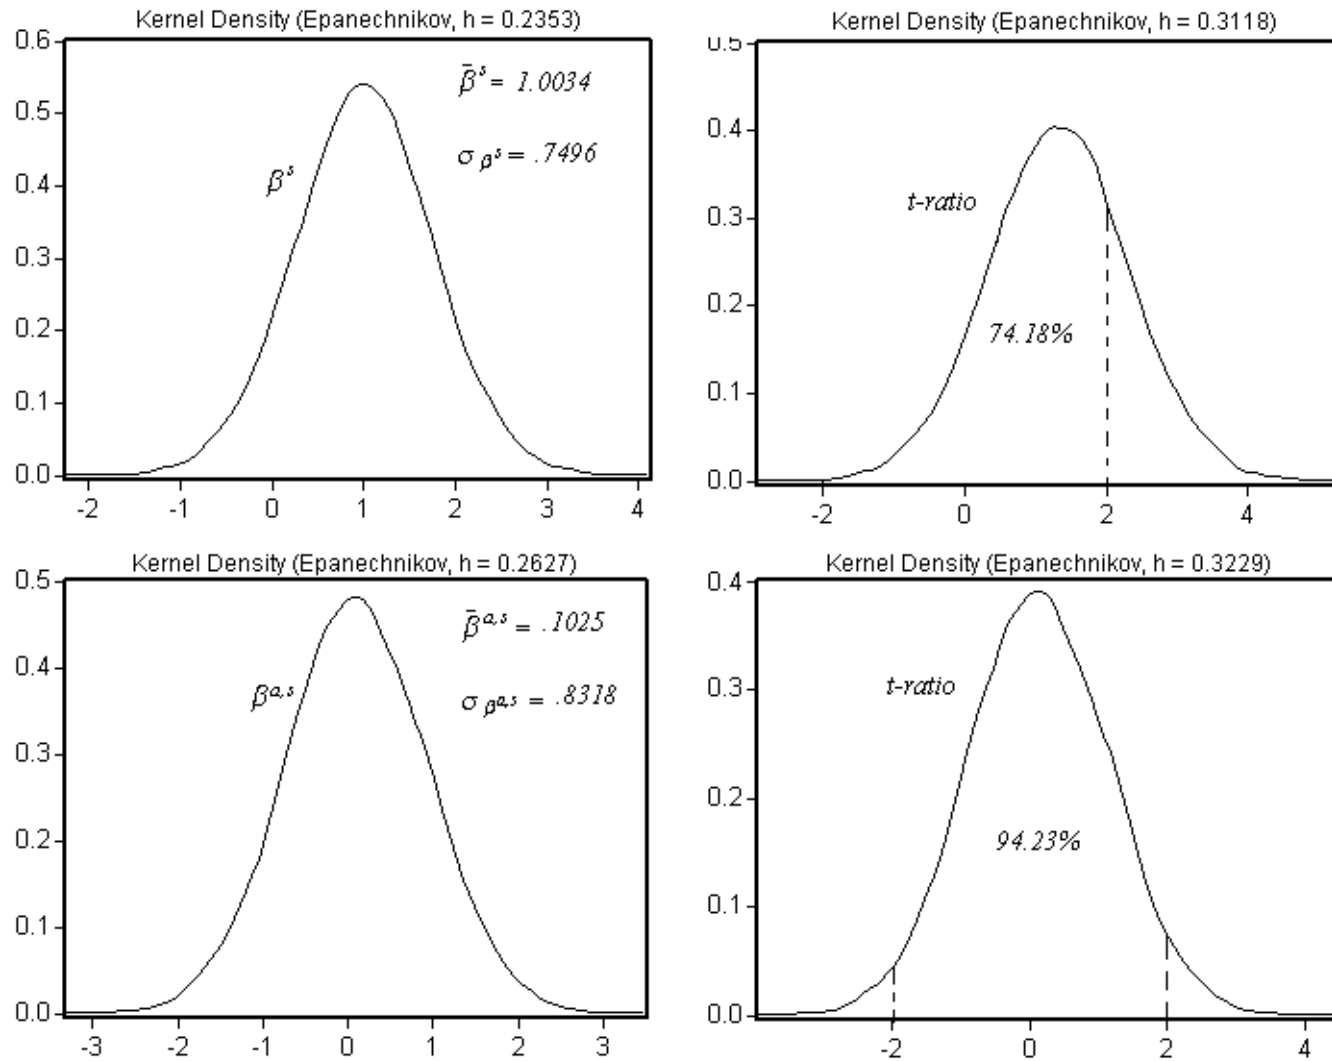 Kernel Density (Epanechnikov, h = 0.2353)
0.6
0.5
0.4
0.3
0.2
0.1
0.0
-2 -1 0 1 2 3 4
β̄ˢ = 1.0034
σ βˢ = .7496
βˢ
Kernel Density (Epanechnikov, h = 0.3118)
0.5
0.4
0.3
0.2
0.1
0.0
-2 0 2 4
t-ratio
74.18%
Kernel Density (Epanechnikov, h = 0.2627)
0.5
0.4
0.3
0.2
0.1
0.0
-3 -2 -1 0 1 2 3
β̄ᵃ,ˢ = .1025
βᵃ,ˢ
σ βᵃ,ˢ = .8318
Kernel Density (Epanechnikov, h = 0.3229)
0.4
0.3
0.2
0.1
0.0
-2 0 2 4
t-ratio
94.23%